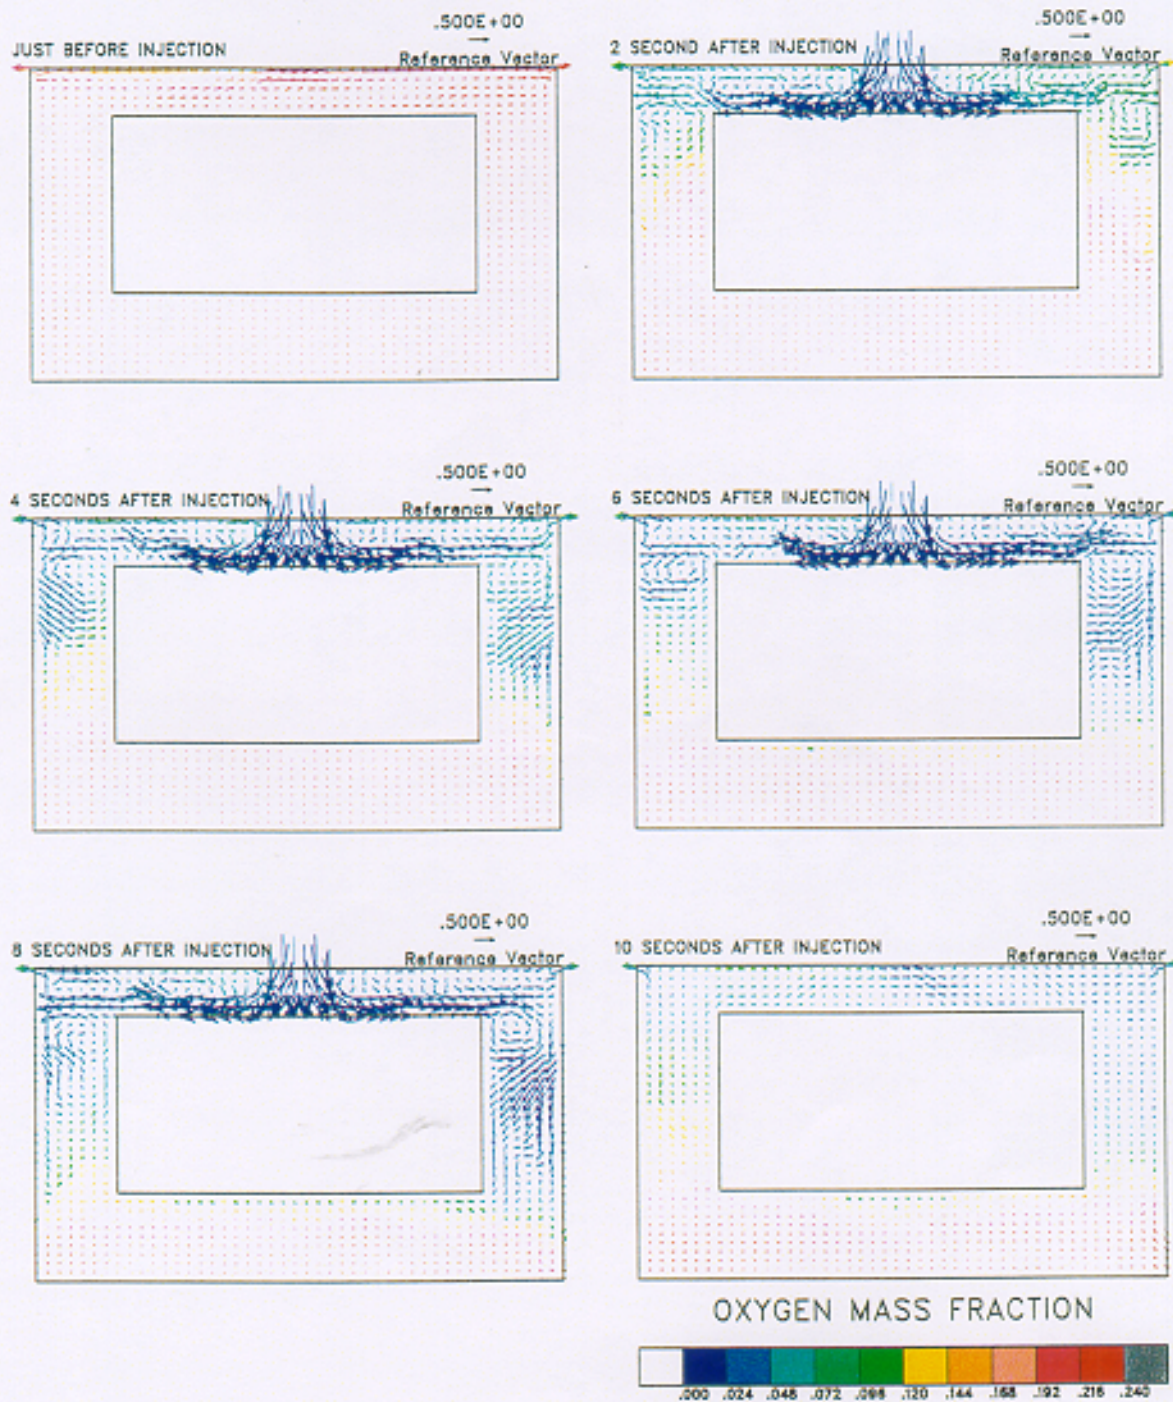 .500E+00
JUST BEFORE INJECTION
Reference Vector
.500E+00
2 SECOND AFTER INJECTION
Reference Vector
.500E+00
4 SECONDS AFTER INJECTION
Reference Vector
.500E+00
6 SECONDS AFTER INJECTION
Reference Vector
.500E+00
8 SECONDS AFTER INJECTION
Reference Vector
.500E+00
10 SECONDS AFTER INJECTION
Reference Vector
OXYGEN MASS FRACTION
.000 .024 .048 .072 .096 .120 .144 .168 .192 .216 .240